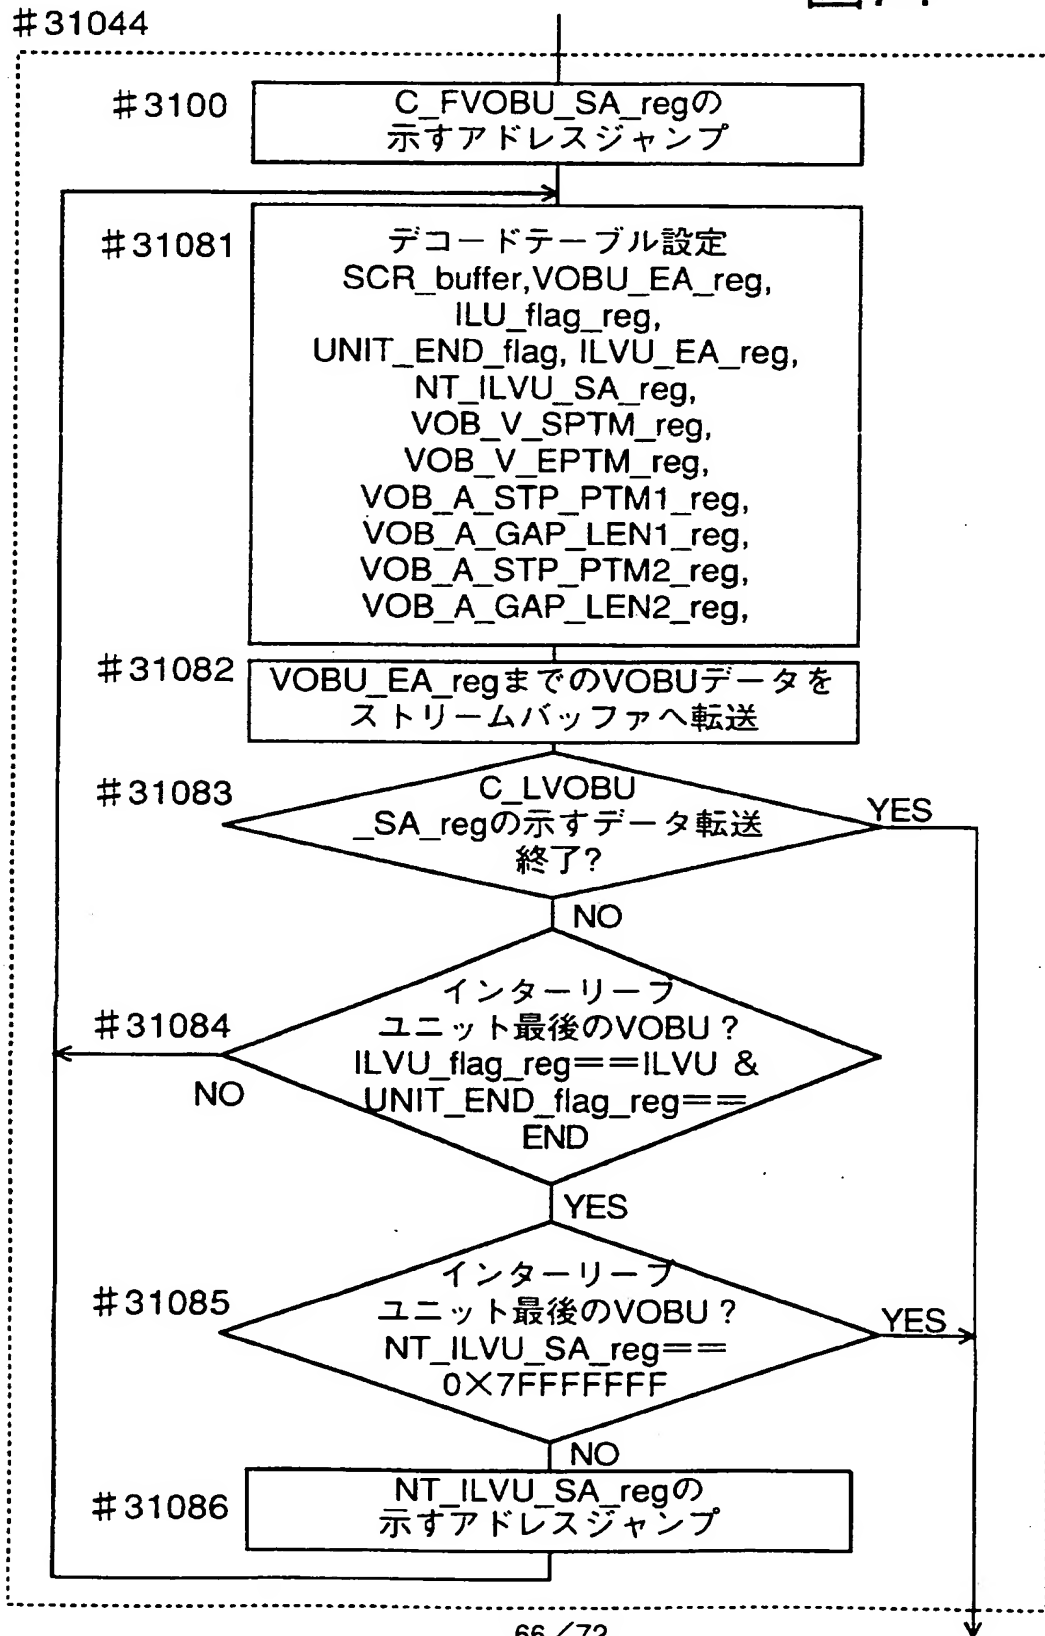 #31044
#3100
C_FVOBU_SA_regの
示すアドレスジャンプ
#31081
デコードテーブル設定
SCR_buffer,VOBU_EA_reg,
ILU_flag_reg,
UNIT_END_flag, ILVU_EA_reg,
NT_ILVU_SA_reg,
VOB_V_SPTM_reg,
VOB_V_EPTM_reg,
VOB_A_STP_PTM1_reg,
VOB_A_GAP_LEN1_reg,
VOB_A_STP_PTM2_reg,
VOB_A_GAP_LEN2_reg,
#31082
VOBU_EA_regまでのVOBUデータを
ストリームバッファへ転送
#31083
C_LVOBU
_SA_regの示すデータ転送
終了?
YES
NO
#31084
インターリーブ
ユニット最後のVOBU?
ILVU_flag_reg==ILVU &
UNIT_END_flag_reg==
END
NO
YES
#31085
インターリーブ
ユニット最後のVOBU?
NT_ILVU_SA_reg==
0×7FFFFFFF
YES
NO
#31086
NT_ILVU_SA_regの
示すアドレスジャンプ
66/72